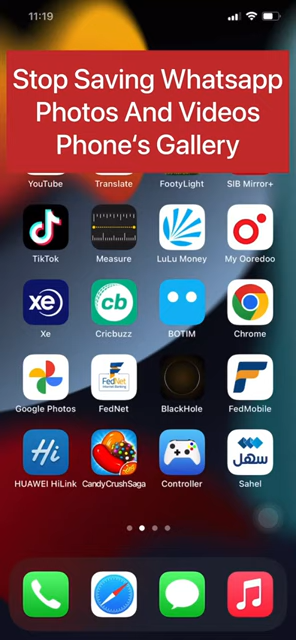 11:19
Stop Saving Whatsapp
Photos And Videos
Phone‘s Gallery
YouTube Translate FootyLight SIB Mirror+
TikTok Measure LuLu Money My Ooredoo
xe cb
Xe Cricbuzz BOTIM Chrome
FedNet
Google Photos FedNet BlackHole FedMobile
Hi سهل
HUAWEI HiLink CandyCrushSaga Controller Sahel